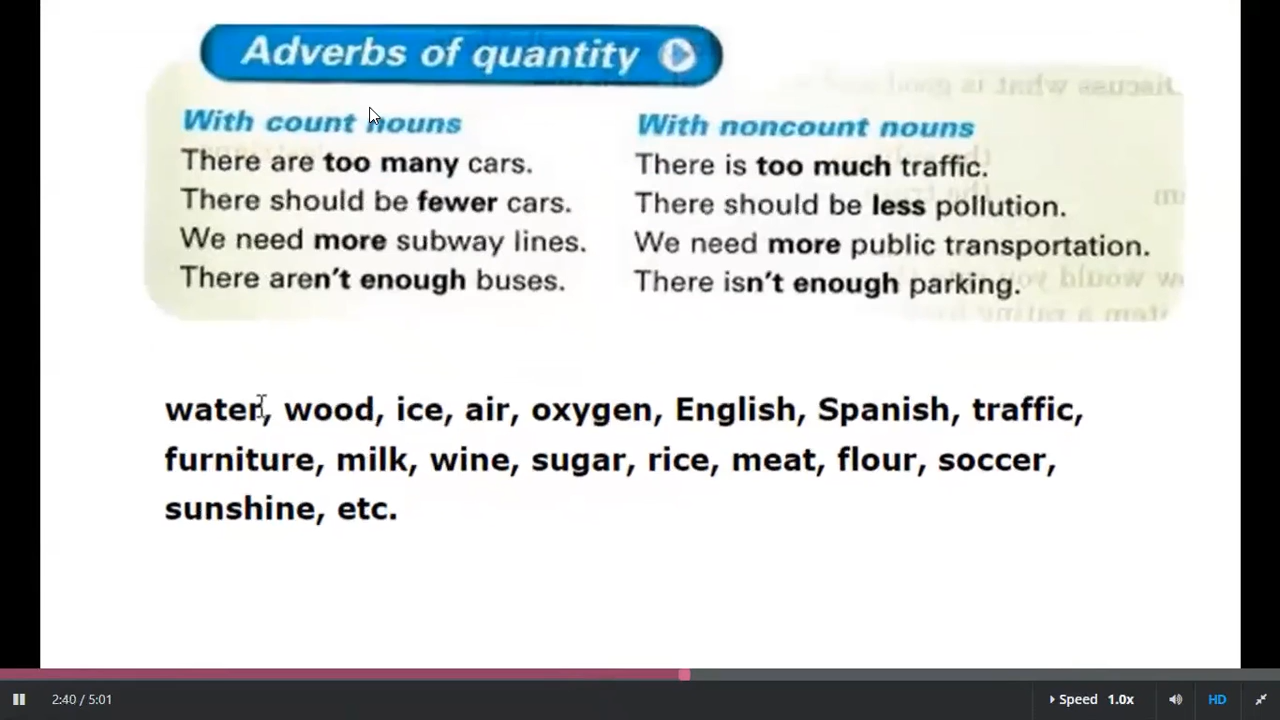 Adverbs of quantity
With count nouns
There are too many cars.
There should be fewer cars.
We need more subway lines.
There aren't enough buses.
With noncount nouns
There is too much traffic.
There should be less pollution.
We need more public transportation.
There isn't enough parking.
water, wood, ice, air, oxygen, English, Spanish, traffic,
furniture, milk, wine, sugar, rice, meat, flour, soccer,
sunshine, etc.
2:40 / 5:01
Speed 1.0x
HD